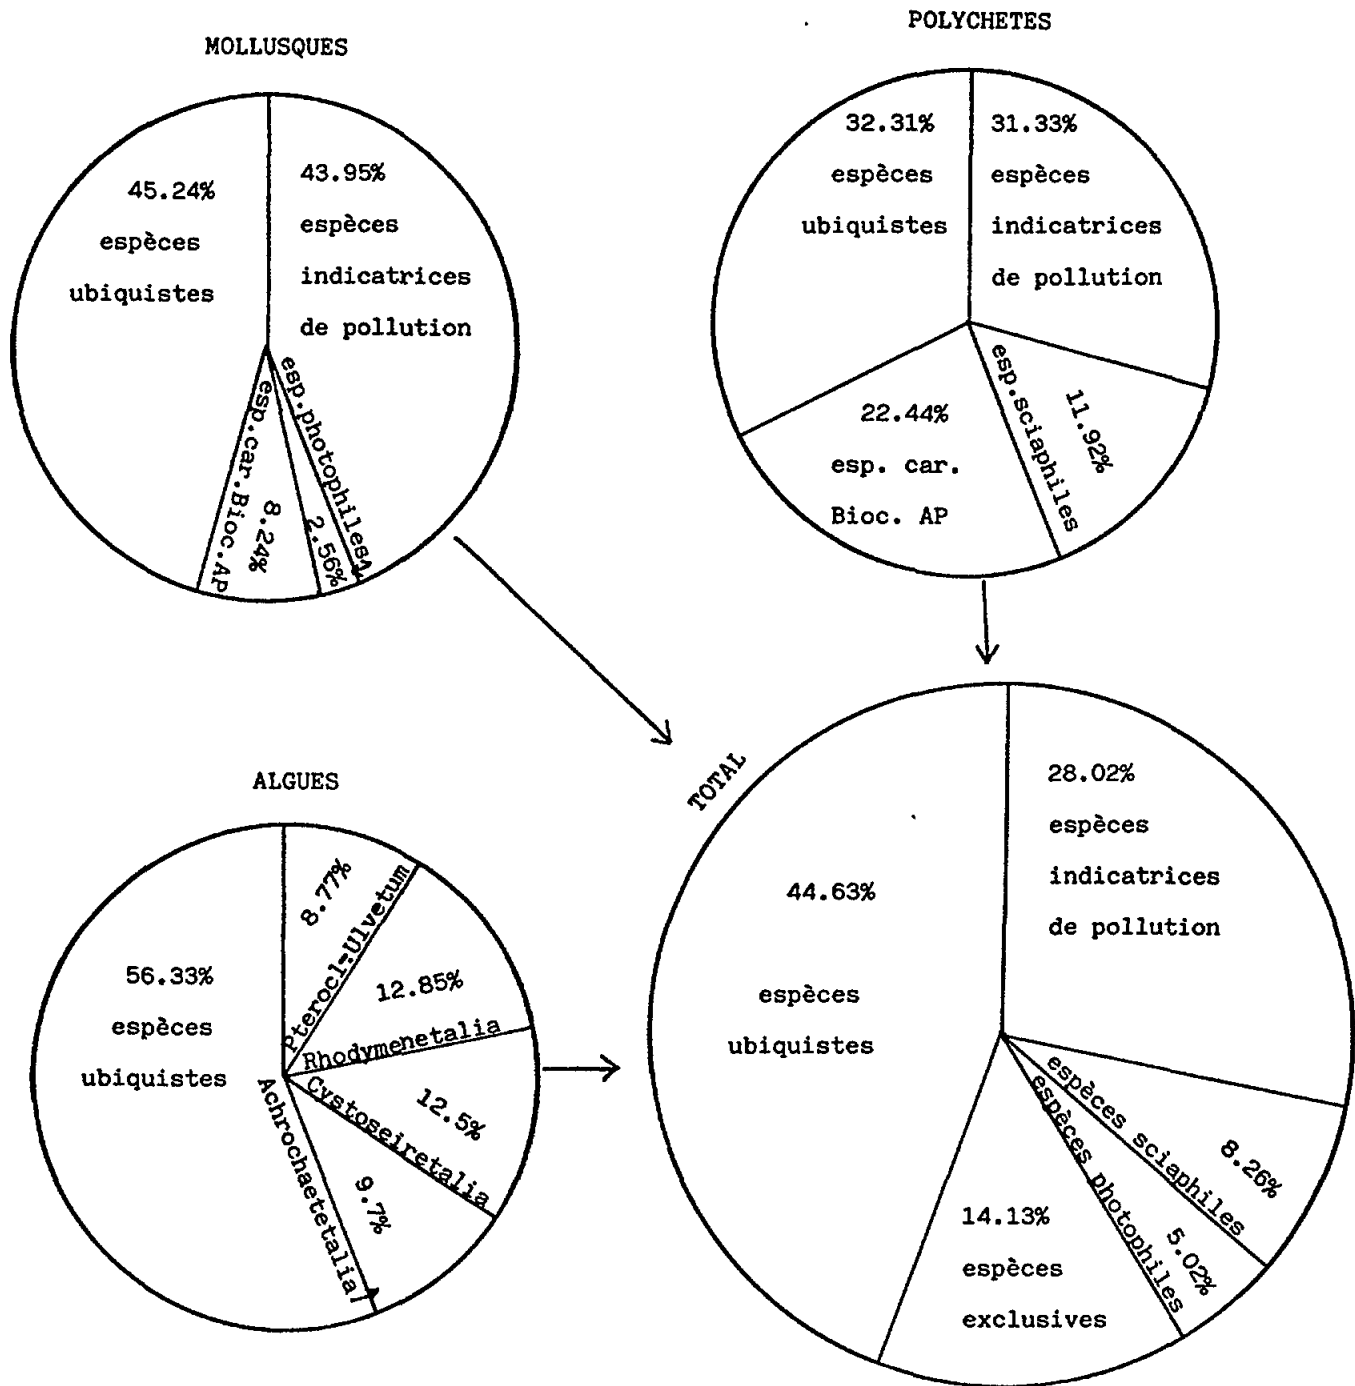 MOLLUSQUES
45.24%
espèces
ubiquistes
43.95%
espèces
indicatrices
de pollution
esp.photophiles
2.56%
esp.car.Bioc.AP
8.24%
POLYCHETES
32.31%
espèces
ubiquistes
31.33%
espèces
indicatrices
de pollution
esp.sciaphiles
11.92%
22.44%
esp. car.
Bioc. AP
ALGUES
56.33%
espèces
ubiquistes
8.77%
Pterocl-Ulvetum
12.85%
Rhodymenetalia
12.5%
Cystoseiretalia
9.7%
Achrochaetetalia
TOTAL
44.63%
espèces
ubiquistes
28.02%
espèces
indicatrices
de pollution
8.26%
espèces sciaphiles
5.02%
espèces photophiles
14.13%
espèces
exclusives